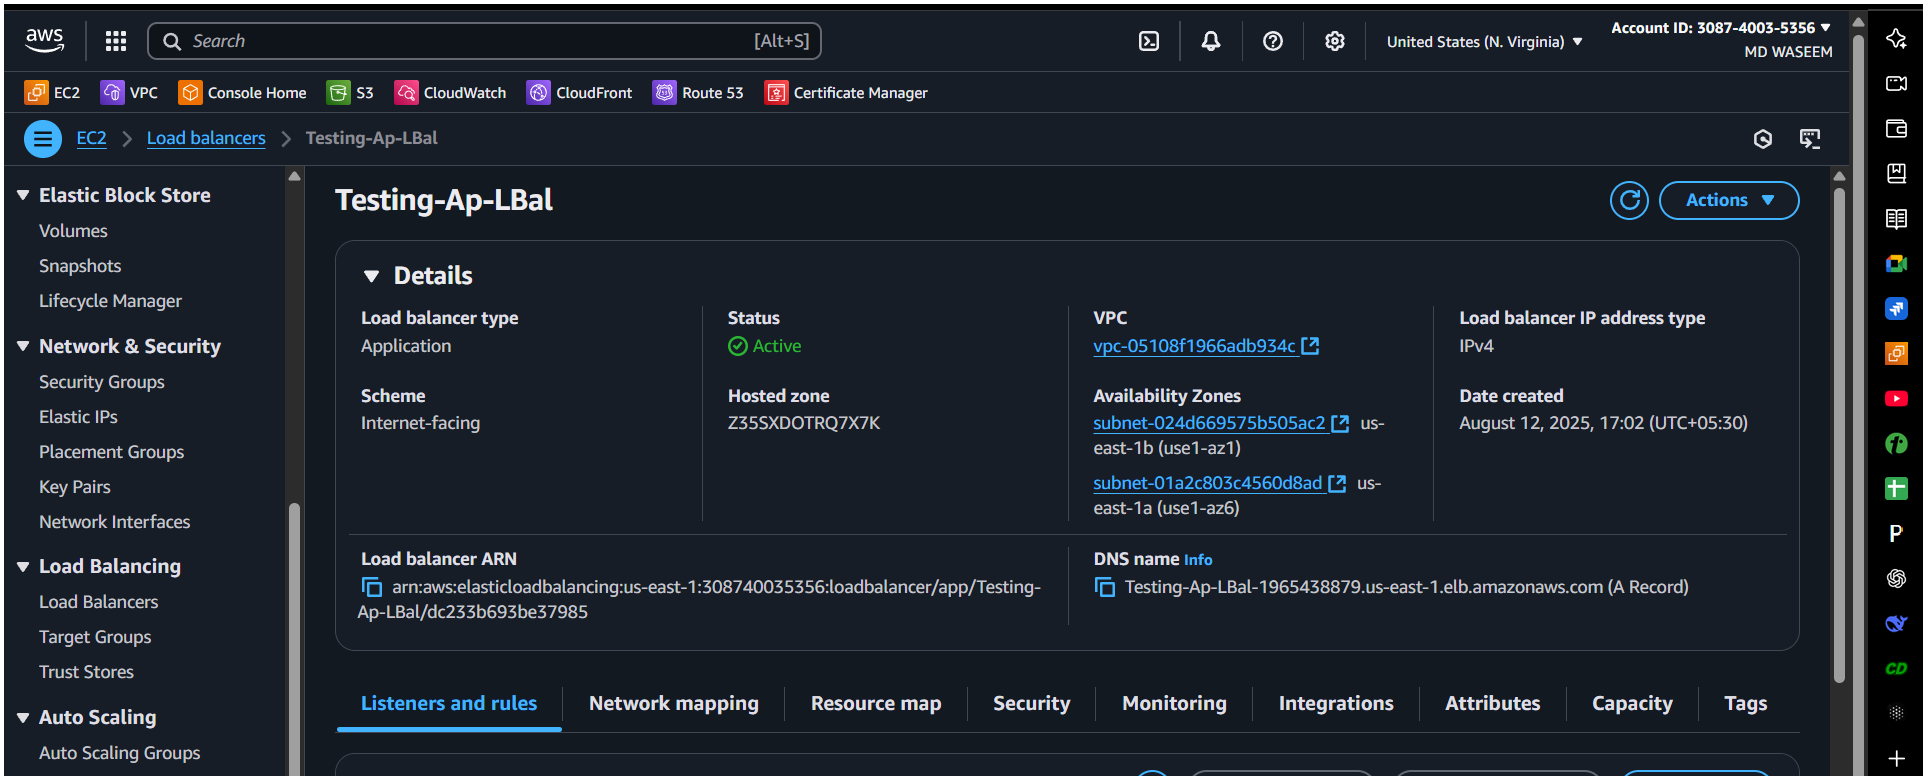 aws
Search [Alt+S]
United States (N. Virginia)
Account ID: 3087-4003-5356
MD WASEEM
EC2 VPC Console Home S3 CloudWatch CloudFront Route 53 Certificate Manager
EC2 Load balancers Testing-Ap-LBal
Elastic Block Store
Volumes
Snapshots
Lifecycle Manager
Network & Security
Security Groups
Elastic IPs
Placement Groups
Key Pairs
Network Interfaces
Load Balancing
Load Balancers
Target Groups
Trust Stores
Auto Scaling
Auto Scaling Groups
Testing-Ap-LBal
Actions
Details
Load balancer type
Application
Status
Active
VPC
vpc-05108f1966adb934c
Load balancer IP address type
IPv4
Scheme
Internet-facing
Hosted zone
Z35SXDOTRQ7X7K
Availability Zones
subnet-024d669575b505ac2 us-
east-1b (use1-az1)
subnet-01a2c803c4560d8ad us-
east-1a (use1-az6)
Date created
August 12, 2025, 17:02 (UTC+05:30)
Load balancer ARN
arn:aws:elasticloadbalancing:us-east-1:308740035356:loadbalancer/app/Testing-
Ap-LBal/dc233b693be37985
DNS name Info
Testing-Ap-LBal-1965438879.us-east-1.elb.amazonaws.com (A Record)
Listeners and rules Network mapping Resource map Security Monitoring Integrations Attributes Capacity Tags
P
CD